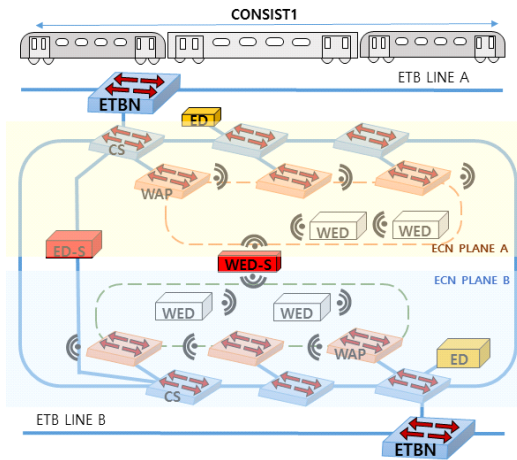 CONSIST1
ETB LINE A
ETBN
ED
CS
WAP
WED
WED
ED-S
ECN PLANE A
WED-S
ECN PLANE B
WED
WED
WAP
ED
CS
ETB LINE B
ETBN